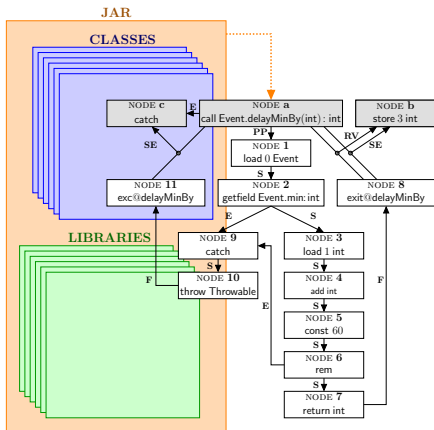 JAR
CLASSES
NODE c
catch
E
NODE a
call Event.delayMinBy(int) : int
NODE b
store 3 int
PP
RV
SE
SE
NODE 1
load 0 Event
S
NODE 11
exc@delayMinBy
NODE 2
getfield Event.min:int
NODE 8
exit@delayMinBy
E
S
LIBRARIES
NODE 9
catch
NODE 3
load 1 int
S
S
F
NODE 10
throw Throwable
NODE 4
add int
F
S
E
NODE 5
const 60
S
NODE 6
rem
S
NODE 7
return int